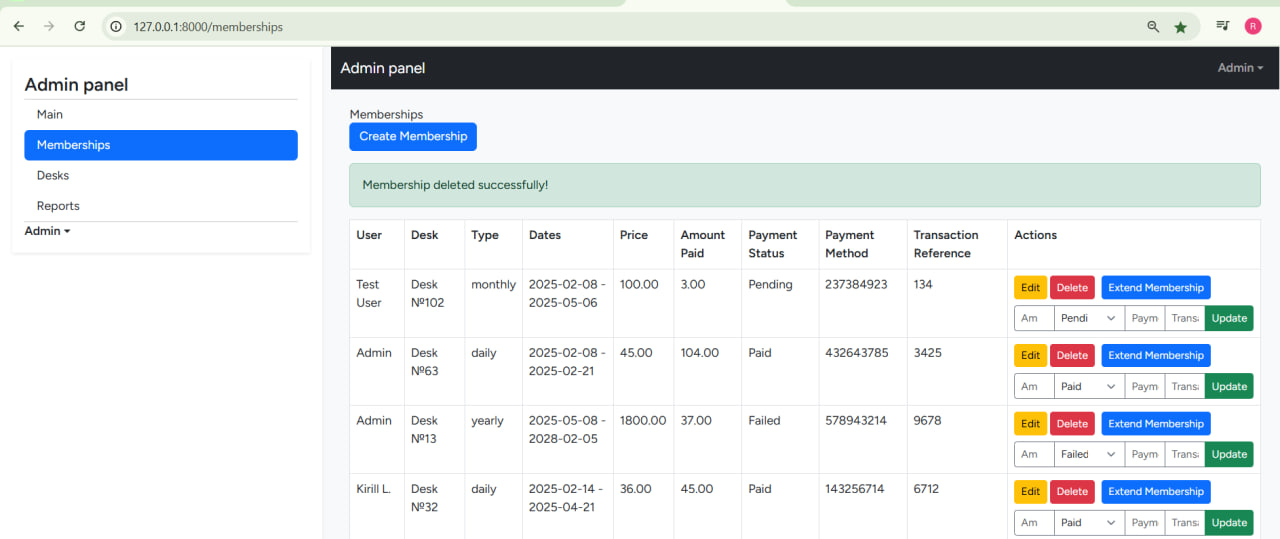 127.0.0.1:8000/memberships
R
Admin panel
Main
Memberships
Desks
Reports
Admin
Admin panel
Admin
Memberships
Create Membership
Membership deleted successfully!
User Desk Type Dates Price Amount Payment Payment Transaction Actions
Paid Status Method Reference
Test Desk monthly 2025-02-08 - 100.00 3.00 Pending 237384923 134 Edit Delete Extend Membership
User №102 2025-05-06
Am Pendi Paym Trans Update
Admin Desk daily 2025-02-08 - 45.00 104.00 Paid 432643785 3425 Edit Delete Extend Membership
№63 2025-02-21
Am Paid Paym Trans Update
Admin Desk yearly 2025-05-08 - 1800.00 37.00 Failed 578943214 9678 Edit Delete Extend Membership
№13 2028-02-05
Am Failed Paym Trans Update
Kirill L. Desk daily 2025-02-14 - 36.00 45.00 Paid 143256714 6712 Edit Delete Extend Membership
№32 2025-04-21
Am Paid Paym Trans Update